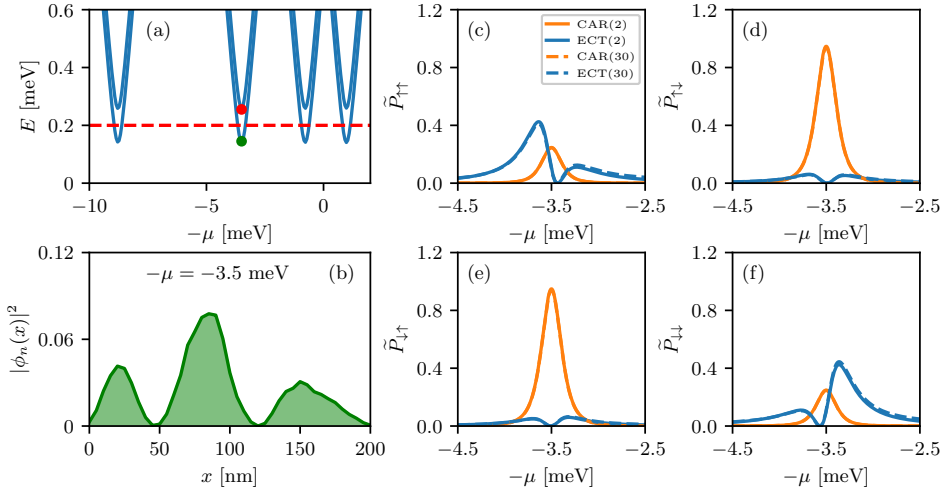 (a)
E [meV]
0.6
0.4
0.2
0
−10
−5
0
−μ [meV]
(c)
P̃↑↑
1.2
0.8
0.4
0.0
CAR(2)
ECT(2)
CAR(30)
ECT(30)
−4.5
−3.5
−2.5
−μ [meV]
(d)
P̃↑↓
1.2
0.8
0.4
0.0
−4.5
−3.5
−2.5
−μ [meV]
−μ = −3.5 meV
(b)
|ϕn(x)|²
0.12
0.06
0
0
50
100
150
200
x [nm]
(e)
P̃↓↑
1.2
0.8
0.4
0.0
−4.5
−3.5
−2.5
−μ [meV]
(f)
P̃↓↓
1.2
0.8
0.4
0.0
−4.5
−3.5
−2.5
−μ [meV]